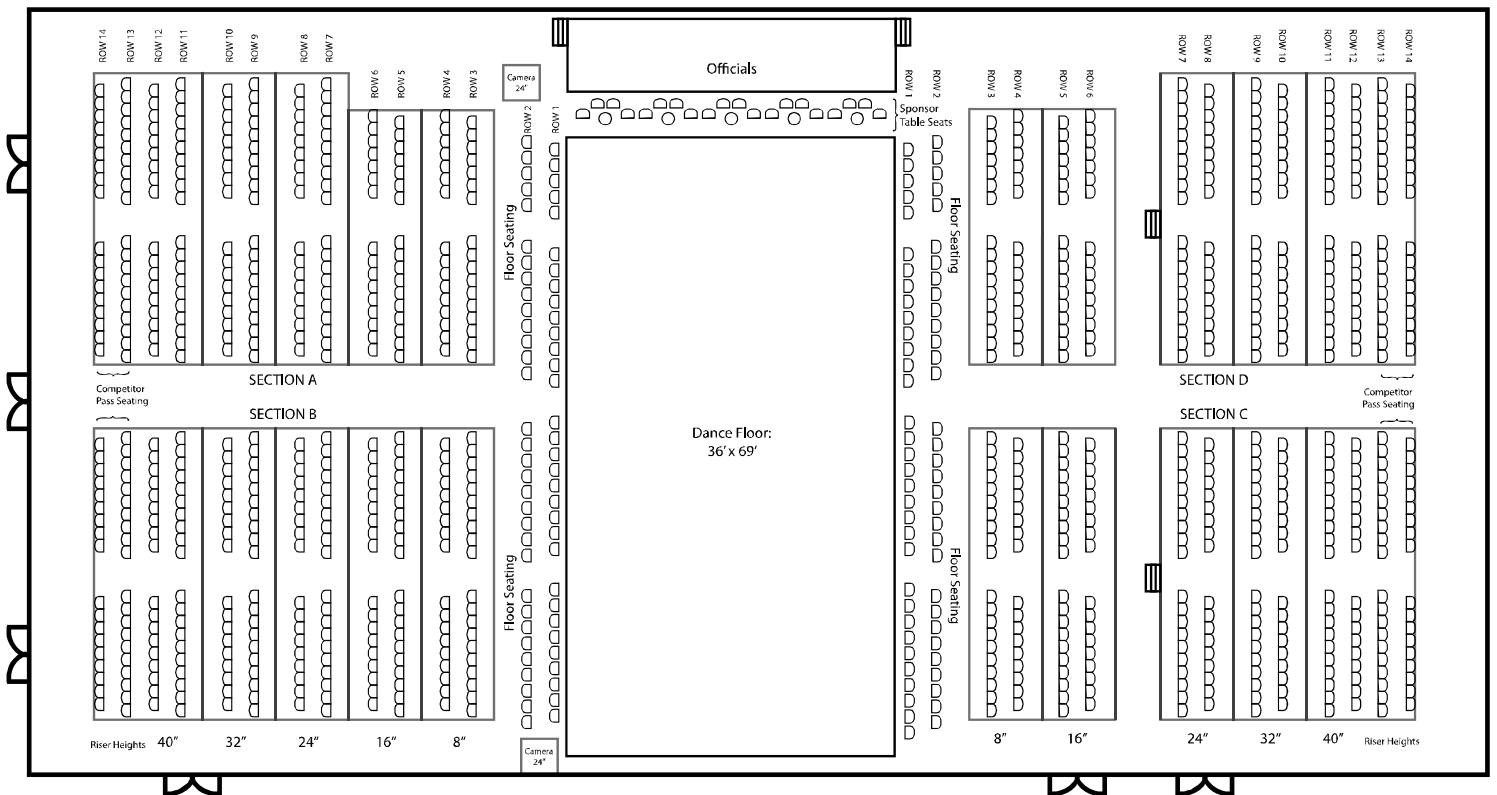 ROW 14
ROW 13
ROW 12
ROW 11
ROW 10
ROW 9
ROW 8
ROW 7
ROW 6
ROW 5
ROW 4
ROW 3
Camera
24"
ROW 2
ROW 1
Officials
Sponsor
Table Seats
ROW 1
ROW 2
ROW 3
ROW 4
ROW 5
ROW 6
ROW 7
ROW 8
ROW 9
ROW 10
ROW 11
ROW 12
ROW 13
ROW 14
Floor Seating
Floor Seating
Competitor
Pass Seating
SECTION A
SECTION B
Dance Floor:
36' x 69'
SECTION D
SECTION C
Competitor
Pass Seating
Floor Seating
Floor Seating
Riser Heights
40"
32"
24"
16"
8"
Camera
24"
8"
16"
24"
32"
40"
Riser Heights